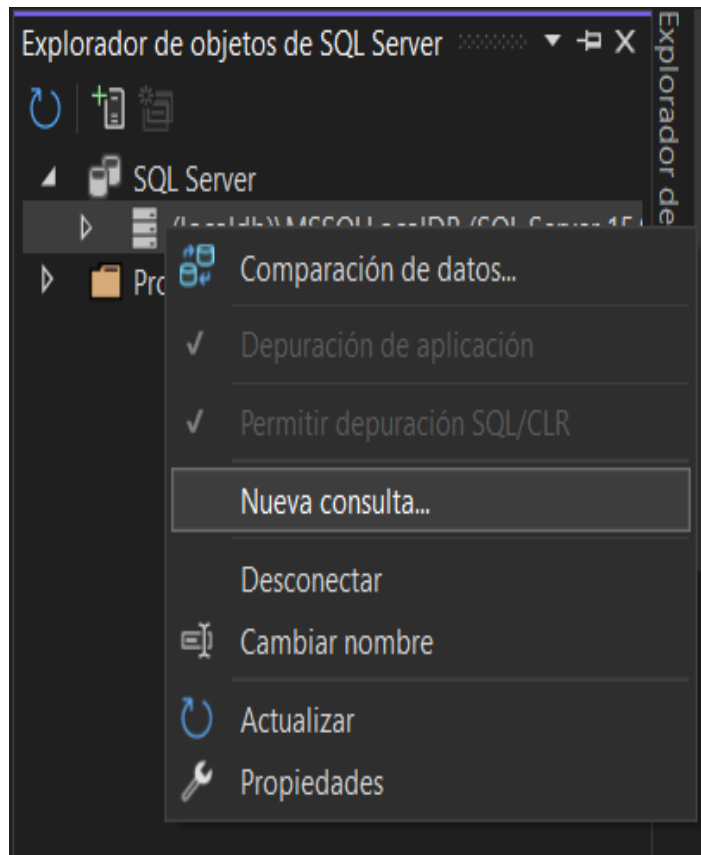 Explorador de objetos de SQL Server
Explorador de
SQL Server
Comparación de datos...
Depuración de aplicación
Permitir depuración SQL/CLR
Nueva consulta...
Desconectar
Cambiar nombre
Actualizar
Propiedades